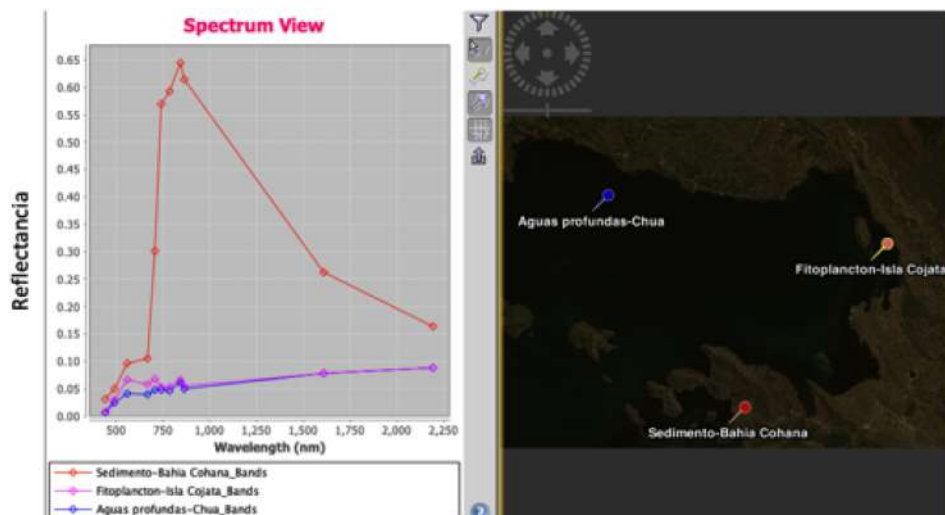 Spectrum View
Reflectancia
0.65
0.60
0.55
0.50
0.45
0.40
0.35
0.30
0.25
0.20
0.15
0.10
0.05
0.00
500 750 1,000 1,250 1,500 1,750 2,000 2,250
Wavelength (nm)
Sedimento-Bahia Cohana_Bands
Fitoplancton-Isla Cojata_Bands
Aguas profundas-Chua_Bands
Aguas profundas-Chua
Fitoplancton-Isla Cojata
Sedimento-Bahia Cohana